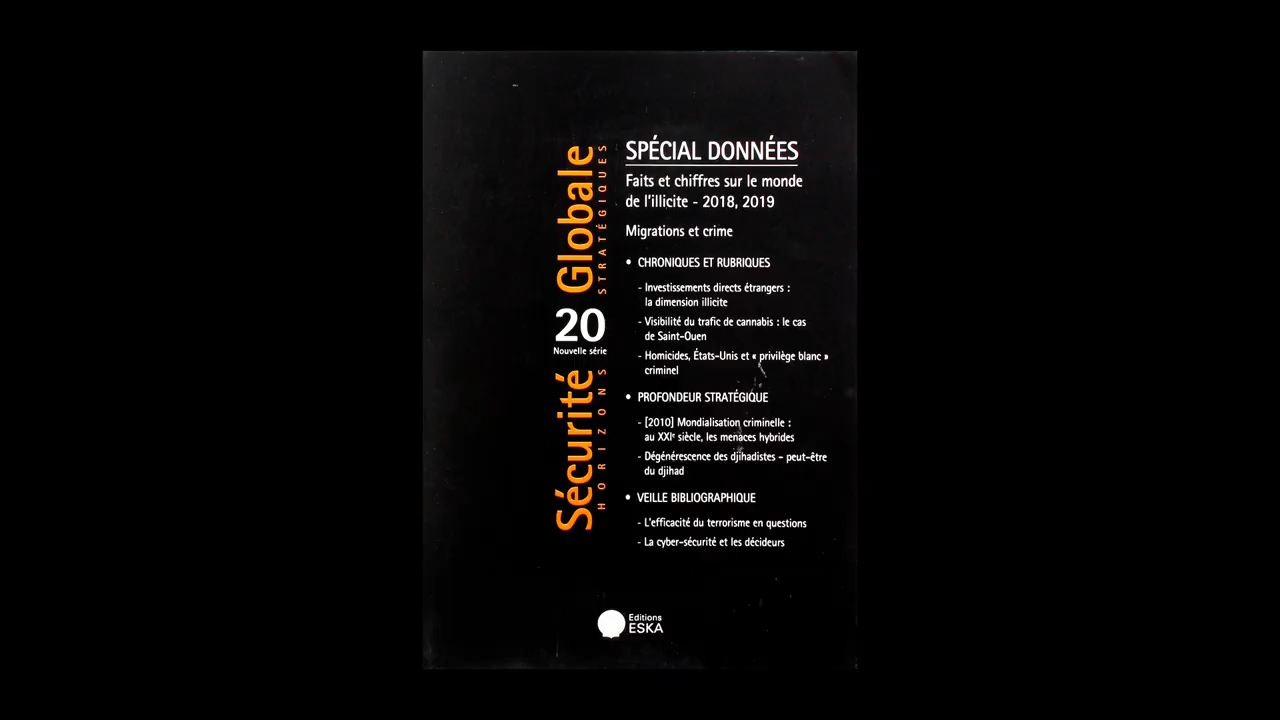 Sécurité Globale
HORIZONS STRATÉGIQUES
20
Nouvelle série
SPÉCIAL DONNÉES
Faits et chiffres sur le monde
de l'illicite - 2018, 2019
Migrations et crime
• CHRONIQUES ET RUBRIQUES
- Investissements directs étrangers :
la dimension illicite
- Visibilité du trafic de cannabis : le cas
de Saint-Ouen
- Homicides, États-Unis et « privilège blanc »
criminel
• PROFONDEUR STRATÉGIQUE
- [2010] Mondialisation criminelle :
au XXIe siècle, les menaces hybrides
- Dégénérescence des djihadistes – peut-être
du djihad
• VEILLE BIBLIOGRAPHIQUE
- L'efficacité du terrorisme en questions
- La cyber-sécurité et les décideurs
Editions
ESKA